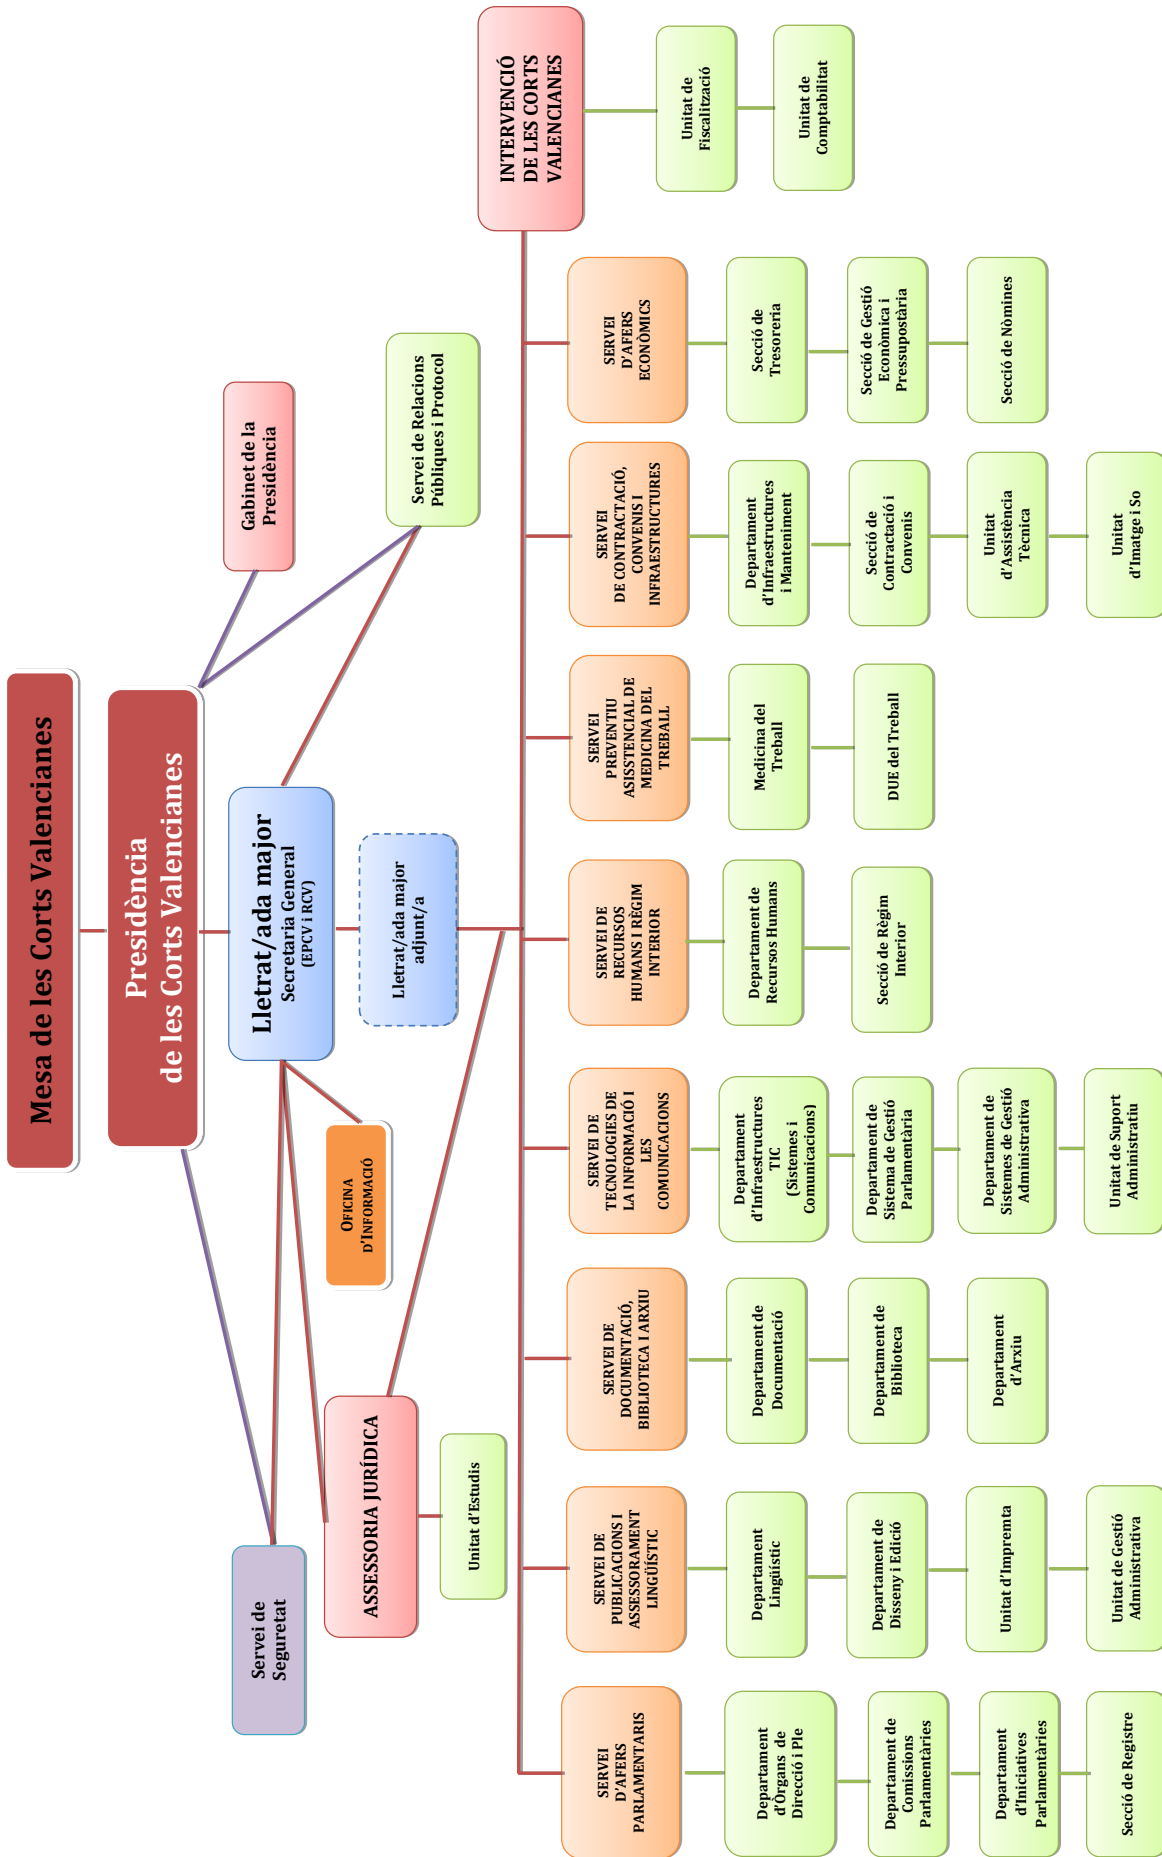 Mesa de les Corts Valencianes
Presidència
de les Corts Valencianes
Gabinet de la
Presidència
Lletrat/ada major
Secretaria General
(EPCV i RCV)
Servei de
Seguretat
Servei de Relacions
Públiques i Protocol
OFICINA
D'INFORMACIÓ
Lletrat/ada major
adjunt/a
ASSESSORIA JURÍDICA
Unitat d'Estudis
INTERVENCIÓ
DE LES CORTS
VALENCIANES
Unitat de
Fiscalització
Unitat de
Comptabilitat
SERVEI
D'AFERS
PARLAMENTARIS
Departament
d'Òrgans de
Direcció i Ple
Departament de
Comissions
Parlamentàries
Departament
d'Iniciatives
Parlamentàries
Secció de Registre
SERVEI DE
PUBLICACIONS I
ASSESSORAMENT
LINGÜÍSTIC
Departament
Lingüístic
Departament de
Disseny i Edició
Unitat d'Impremta
Unitat de Gestió
Administrativa
SERVEI DE
DOCUMENTACIÓ,
BIBLIOTECA I ARXIU
Departament de
Documentació
Departament de
Biblioteca
Departament
d'Arxiu
SERVEI DE
TECNOLOGIES DE
LA INFORMACIÓ I
LES
COMUNICACIONS
Departament
d'Infraestructures
TIC
(Sistemes i
Comunicacions)
Departament de
Sistema de Gestió
Parlamentària
Departament de
Sistemes de Gestió
Administrativa
Unitat de Suport
Administratiu
SERVEI DE
RECURSOS
HUMANS I RÈGIM
INTERIOR
Departament de
Recursos Humans
Secció de Règim
Interior
SERVEI
PREVENTIU
ASISSTENCIAL DE
MEDICINA DEL
TREBALL
Medicina del
Treball
DUE del Treball
SERVEI
DE CONTRACTACIÓ,
CONVENIS I
INFRAESTRUCTURES
Departament
d'Infraestructures
i Manteniment
Secció de
Contractació i
Convenis
Unitat
d'Assistència
Tècnica
Unitat
d'Imatge i So
SERVEI
D'AFERS
ECONÒMICS
Secció de
Tresoreria
Secció de Gestió
Econòmica i
Pressupostària
Secció de Nòmines